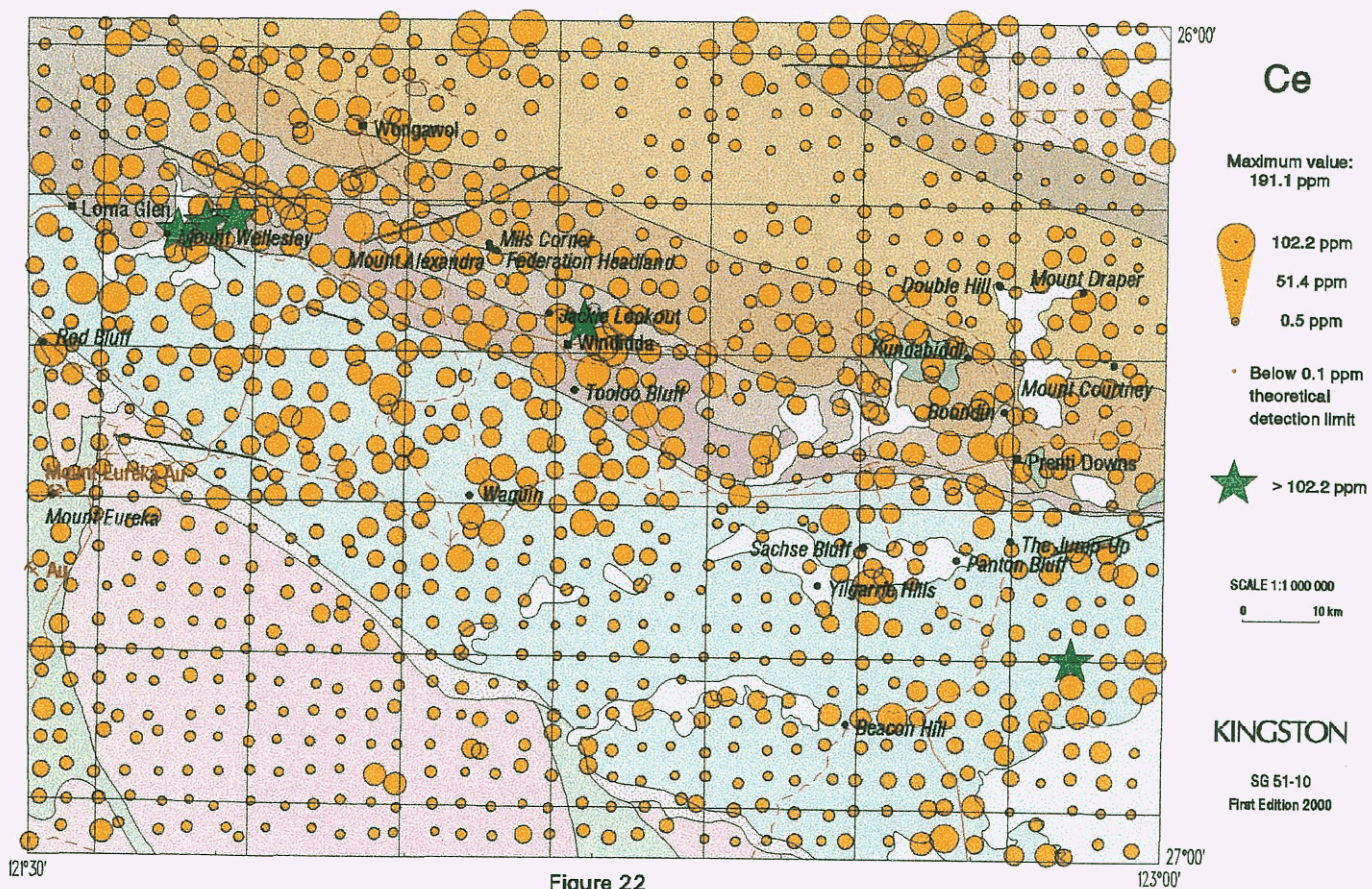 26°00'
Ce
Maximum value:
191.1 ppm
102.2 ppm
51.4 ppm
0.5 ppm
Below 0.1 ppm
theoretical
detection limit
> 102.2 ppm
SCALE 1:1 000 000
0 10 km
KINGSTON
SG 51-10
First Edition 2000
Wongawol
Lorna Glen
Mount Wellesley
Mils Corner
Mount Alexandra
Federation Headland
Double Hill
Mount Draper
Jackie Lookout
Red Bluff
Windidda
Kundabiddi
Mount Courtney
Tooloo Bluff
Boondin
Prenti Downs
Mount Eureka Au
Waguin
Mount Eureka
Sachse Bluff
The Jump-Up
Panton Bluff
Au
Yilgarrie Hills
Beacon Hill
27°00'
121°30'
123°00'
Figure 22